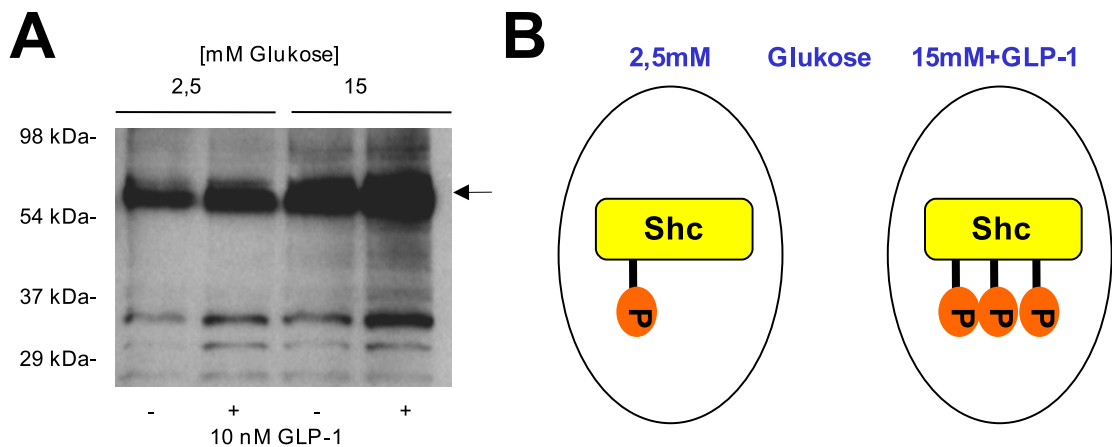 A
[mM Glukose]
2,5 15
98 kDa-
54 kDa-
37 kDa-
29 kDa-
- + - +
10 nM GLP-1
B
2,5mM Glukose 15mM+GLP-1
Shc Shc
P P P P